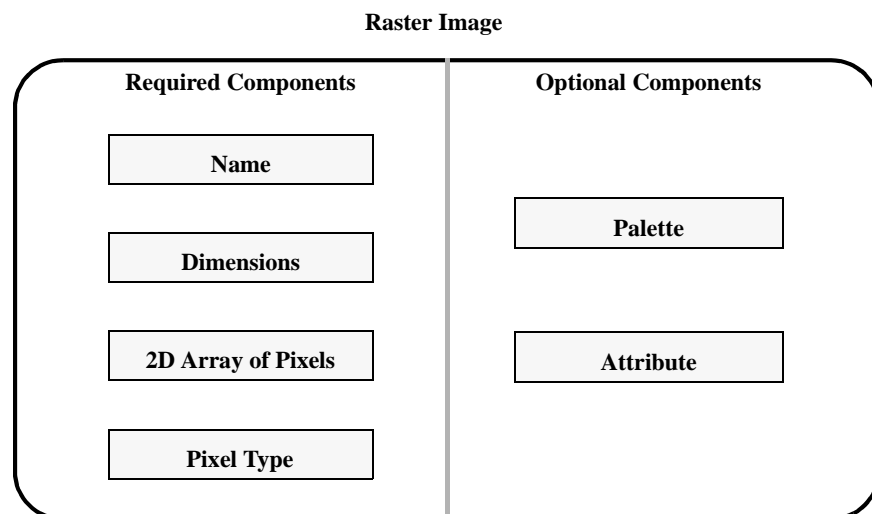 Raster Image
Required Components
Name
Dimensions
2D Array of Pixels
Pixel Type
Optional Components
Palette
Attribute